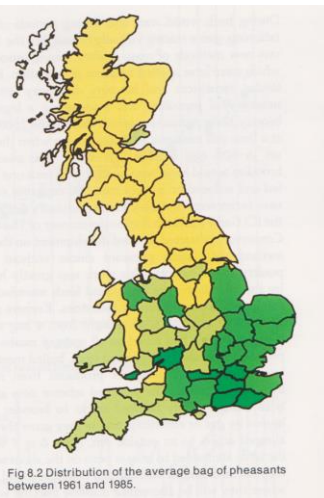 Fig 8.2 Distribution of the average bag of pheasants
between 1961 and 1985.